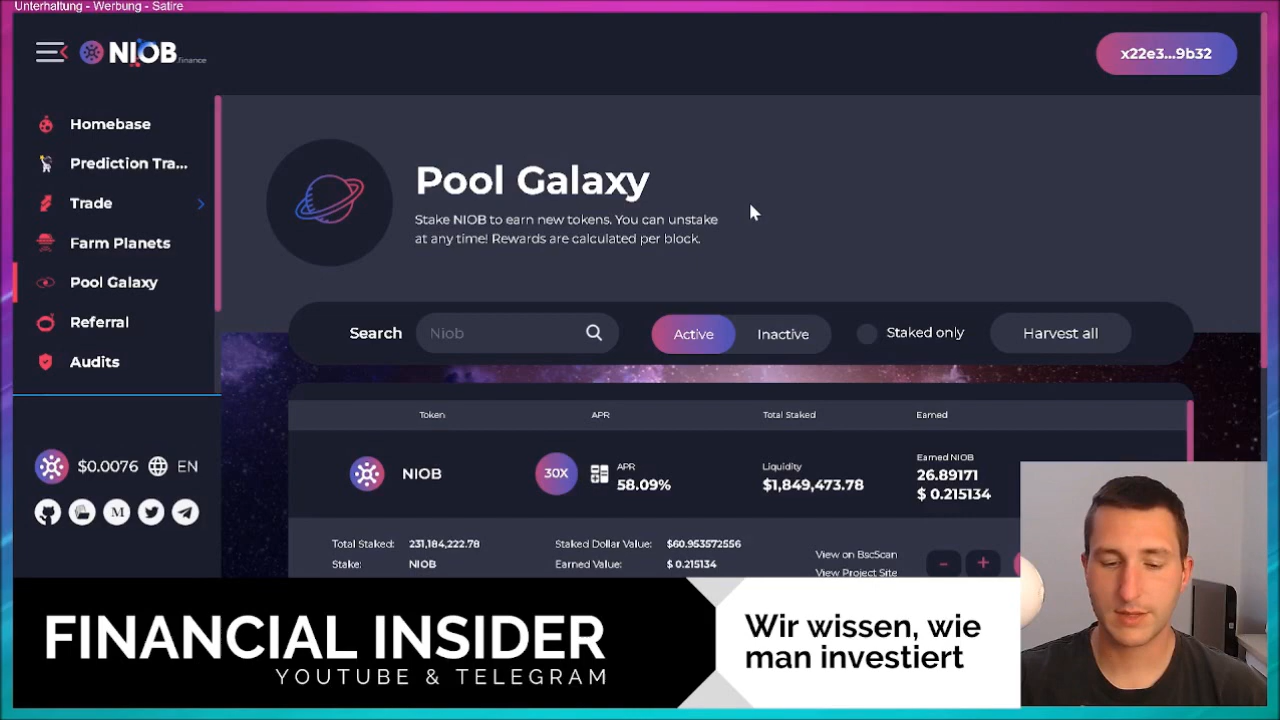 Unterhaltung - Werbung - Satire
NIOB.finance
x22e3...9b32
Homebase
Prediction Tra...
Trade
Farm Planets
Pool Galaxy
Referral
Audits
$0.0076 EN
Pool Galaxy
Stake NIOB to earn new tokens. You can unstake
at any time! Rewards are calculated per block.
Search Niob Active Inactive Staked only Harvest all
Token APR Total Staked Earned
NIOB 30X APR
58.09%
Liquidity
$1,849,473.78
Earned NIOB
26.89171
$ 0.215134
Total Staked: 231,184,222.78
Stake: NIOB
Staked Dollar Value: $60.953572556
Earned Value: $ 0.215134
View on BscScan
View Project Site
- +
FINANCIAL INSIDER
YOUTUBE & TELEGRAM
Wir wissen, wie
man investiert